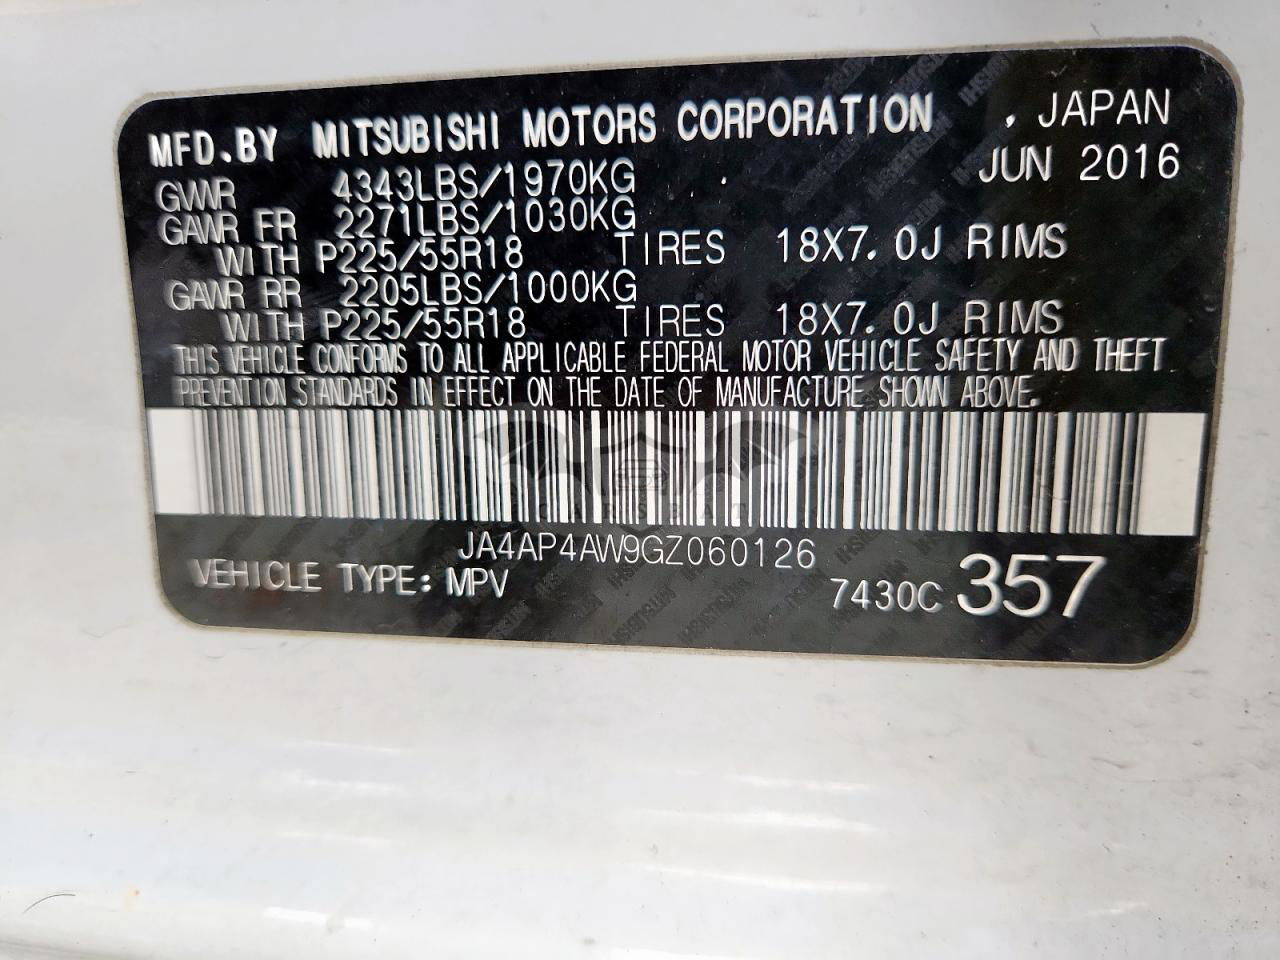 MFD.BY MITSUBISHI MOTORS CORPORATION . JAPAN
JUN 2016
GVWR 4343LBS/1970KG
GAWR FR 2271LBS/1030KG
WITH P225/55R18 TIRES 18X7.0J RIMS
GAWR RR 2205LBS/1000KG
WITH P225/55R18 TIRES 18X7.0J RIMS
THIS VEHICLE CONFORMS TO ALL APPLICABLE FEDERAL MOTOR VEHICLE SAFETY AND THEFT
PREVENTION STANDARDS IN EFFECT ON THE DATE OF MANUFACTURE SHOWN ABOVE.
CARSBAT
JA4AP4AW9GZ060126
VEHICLE TYPE: MPV 7430C 357